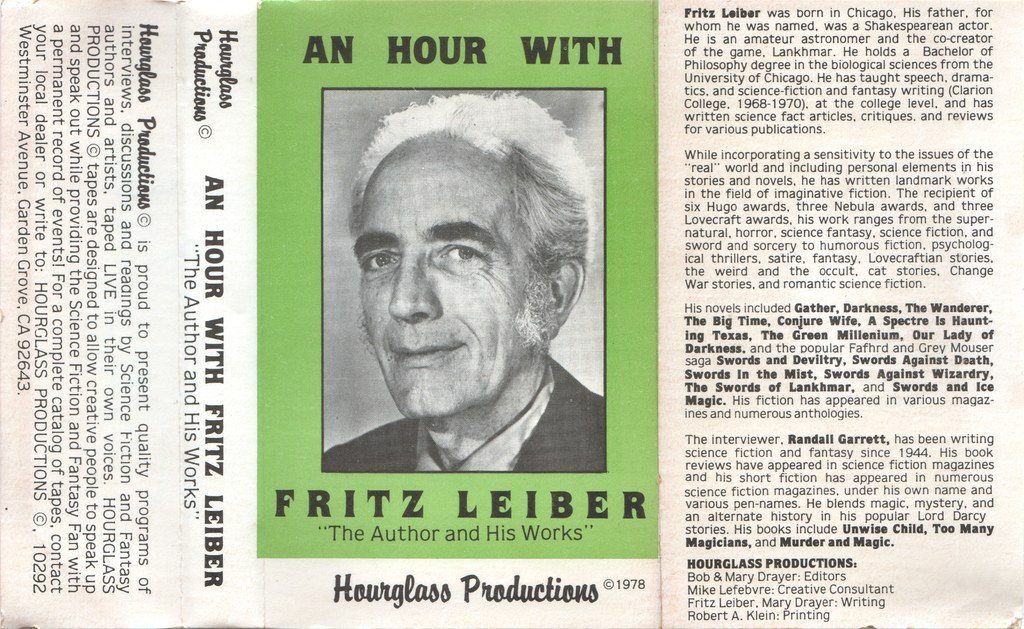 Hourglass Productions © is proud to present quality programs of
interviews, discussions and readings by Science Fiction and Fantasy
authors and artists, taped LIVE in their own voices. HOURGLASS
PRODUCTIONS © tapes are designed to allow creative people to speak up
and speak out while providing the Science Fiction and Fantasy Fan with
a permanent record of events! For a complete catalog of tapes, contact
your local dealer or write to: HOURGLASS PRODUCTIONS ©, 10292
Westminster Avenue, Garden Grove, CA 92643.
Hourglass
Productions ©
AN HOUR WITH FRITZ LEIBER
"The Author and His Works"
AN HOUR WITH
FRITZ LEIBER
"The Author and His Works"
Hourglass Productions ©1978
Fritz Leiber was born in Chicago, His father, for
whom he was named, was a Shakespearean actor.
He is an amateur astronomer and the co-creator
of the game, Lankhmar. He holds a Bachelor of
Philosophy degree in the biological sciences from the
University of Chicago. He has taught speech, drama-
tics, and science-fiction and fantasy writing (Clarion
College, 1968-1970), at the college level, and has
written science fact articles, critiques, and reviews
for various publications.
While incorporating a sensitivity to the issues of the
"real" world and including personal elements in his
stories and novels, he has written landmark works
in the field of imaginative fiction. The recipient of
six Hugo awards, three Nebula awards, and three
Lovecraft awards, his work ranges from the super-
natural, horror, science fantasy, science fiction, and
sword and sorcery to humorous fiction, psycholog-
ical thrillers, satire, fantasy, Lovecraftian stories,
the weird and the occult, cat stories, Change
War stories, and romantic science fiction.
His novels included Gather, Darkness, The Wanderer,
The Big Time, Conjure Wife, A Spectre Is Haunt-
ing Texas, The Green Millenium, Our Lady of
Darkness, and the popular Fafhrd and Grey Mouser
saga Swords and Deviltry, Swords Against Death,
Swords In the Mist, Swords Against Wizardry,
The Swords of Lankhmar, and Swords and Ice
Magic. His fiction has appeared in various magaz-
ines and numerous anthologies.
The interviewer, Randall Garrett, has been writing
science fiction and fantasy since 1944. His book
reviews have appeared in science fiction magazines
and his short fiction has appeared in numerous
science fiction magazines, under his own name and
various pen-names. He blends magic, mystery, and
an alternate history in his popular Lord Darcy
stories. His books include Unwise Child, Too Many
Magicians, and Murder and Magic.
HOURGLASS PRODUCTIONS:
Bob & Mary Drayer: Editors
Mike Lefebvre: Creative Consultant
Fritz Leiber, Mary Drayer: Writing
Robert A. Klein: Printing